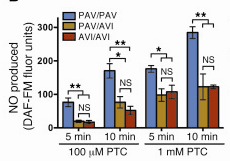 PAV/PAV
PAV/AVI
AVI/AVI
NO produced
(DAF-FM fluor units)
300
200
100
0
**
NS
**
NS
*
NS
**
NS
5 min
10 min
5 min
10 min
100 µM PTC
1 mM PTC